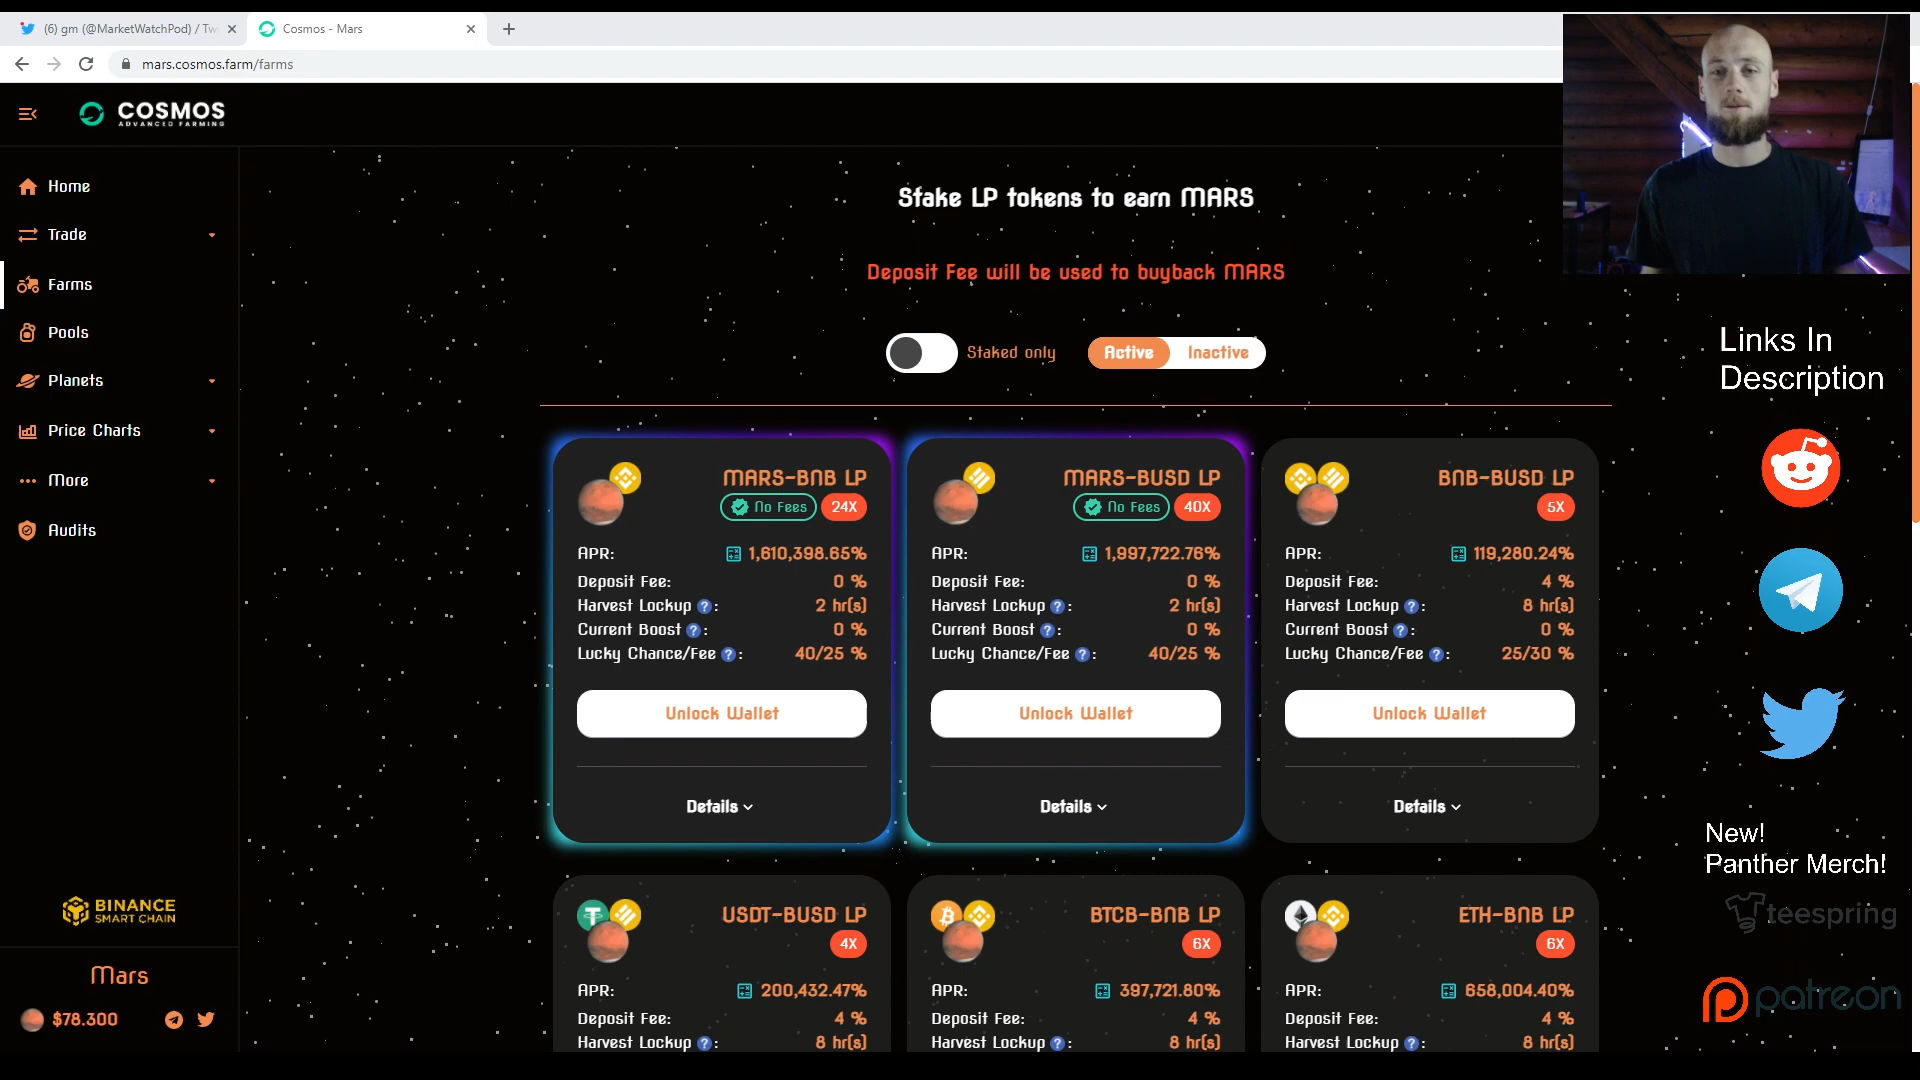 (6) gm (@MarketWatchPod) / Tw
Cosmos - Mars
mars.cosmos.farm/farms
COSMOS
ADVANCED FARMING
Home
Trade
Farms
Pools
Planets
Price Charts
More
Audits
BINANCE
SMART CHAIN
Mars
$78.300
Stake LP tokens to earn MARS
Deposit Fee will be used to buyback MARS
Staked only
Active
Inactive
MARS-BNB LP
No Fees
24X
APR: 1,610,398.65%
Deposit Fee: 0 %
Harvest Lockup ? : 2 hr(s)
Current Boost ? : 0 %
Lucky Chance/Fee ? : 40/25 %
Unlock Wallet
Details
MARS-BUSD LP
No Fees
40X
APR: 1,997,722.76%
Deposit Fee: 0 %
Harvest Lockup ? : 2 hr(s)
Current Boost ? : 0 %
Lucky Chance/Fee ? : 40/25 %
Unlock Wallet
Details
BNB-BUSD LP
5X
APR: 119,280.24%
Deposit Fee: 4 %
Harvest Lockup ? : 8 hr(s)
Current Boost ? : 0 %
Lucky Chance/Fee ? : 25/30 %
Unlock Wallet
Details
USDT-BUSD LP
4X
APR: 200,432.47%
Deposit Fee: 4 %
Harvest Lockup ? : 8 hr(s)
BTCB-BNB LP
6X
APR: 397,721.80%
Deposit Fee: 4 %
Harvest Lockup ? : 8 hr(s)
ETH-BNB LP
6X
APR: 658,004.40%
Deposit Fee: 4 %
Harvest Lockup ? : 8 hr(s)
Links In
Description
New!
Panther Merch!
teespring
patreon